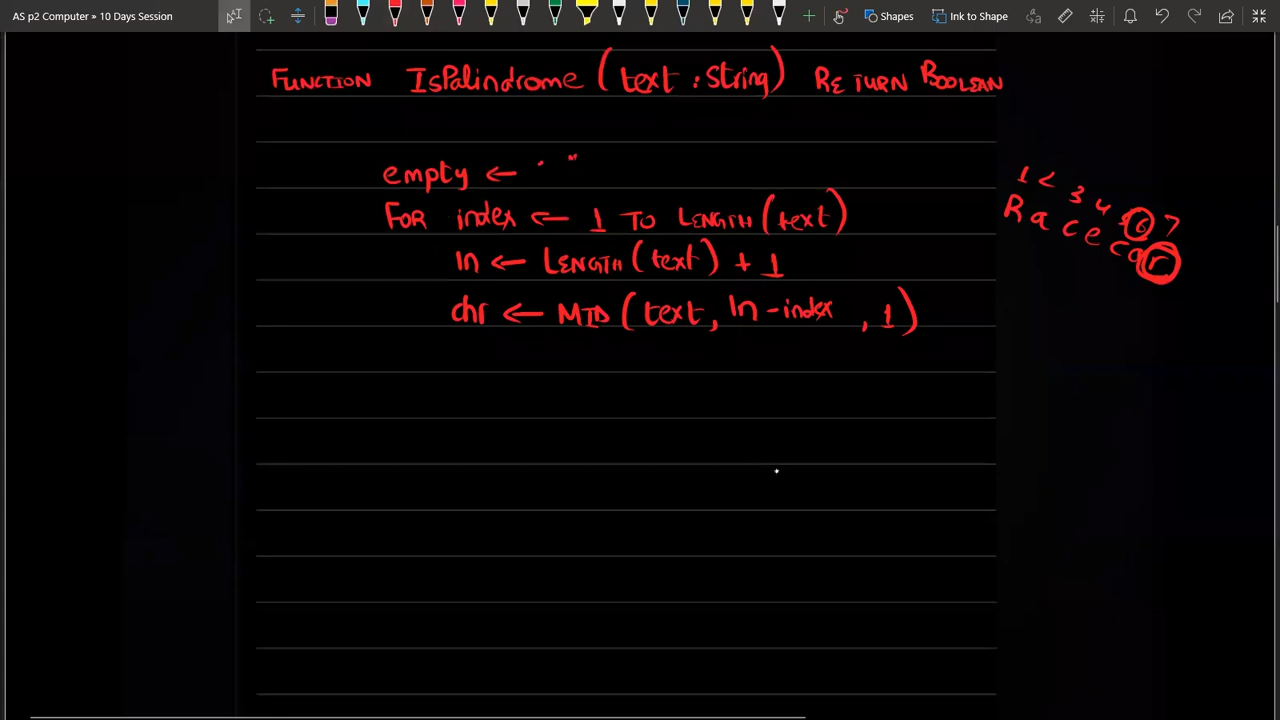 AS p2 Computer » 10 Days Session
Shapes
Ink to Shape
FUNCTION IsPalindrome (text : String) RETURN BOOLEAN
empty ← " "
FOR index ← 1 TO LENGTH (text)
ln ← LENGTH (text) + 1
chr ← MID (text, ln - index , 1)
1 2 3 4 5 6 7
Racecar